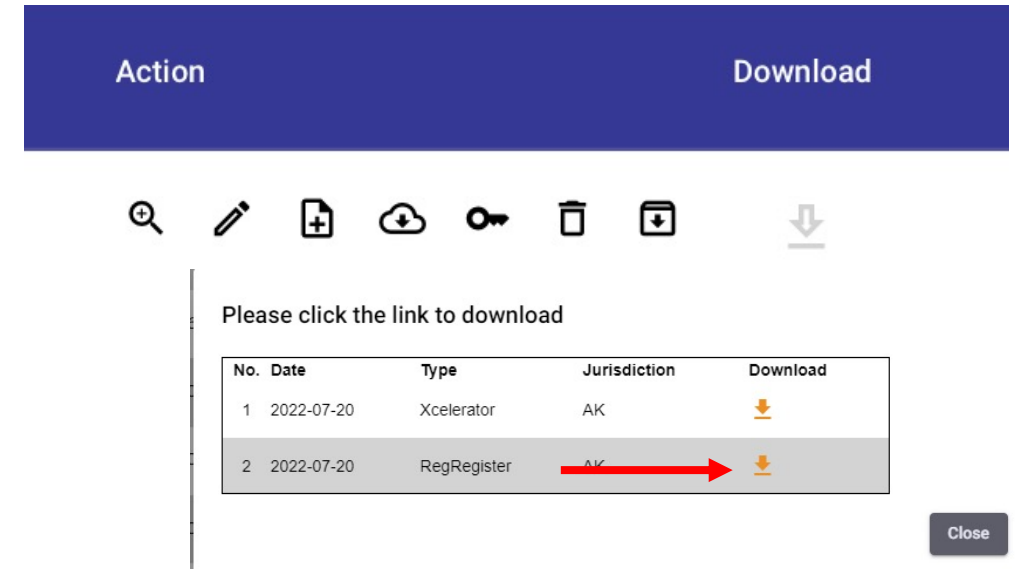 Action Download
Please click the link to download
No. Date Type Jurisdiction Download
1 2022-07-20 Xcelerator AK
2 2022-07-20 RegRegister AK
Close